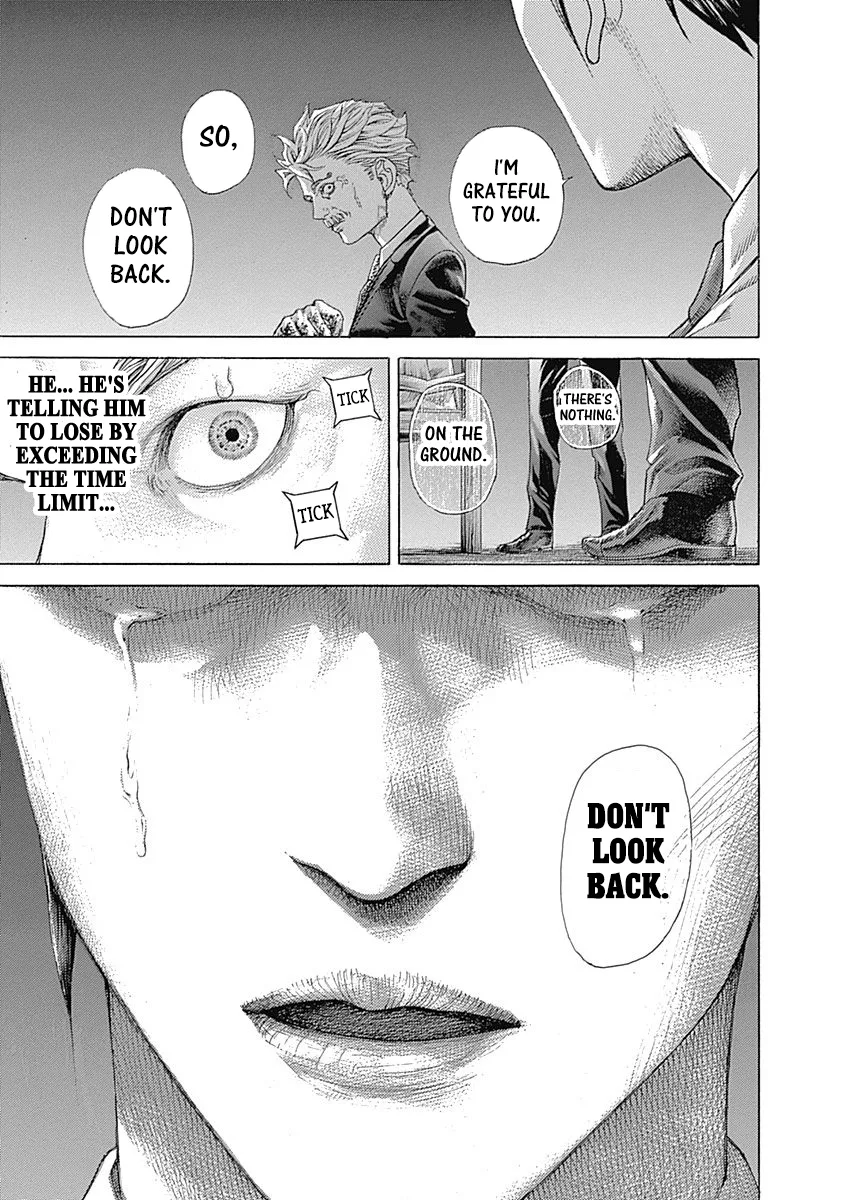 I'M
GRATEFUL
TO YOU.
SO,
DON'T
LOOK
BACK.
THERE'S
NOTHING.
ON THE
GROUND.
TICK
TICK
HE... HE'S
TELLING HIM
TO LOSE BY
EXCEEDING
THE TIME
LIMIT...
DON'T
LOOK
BACK.